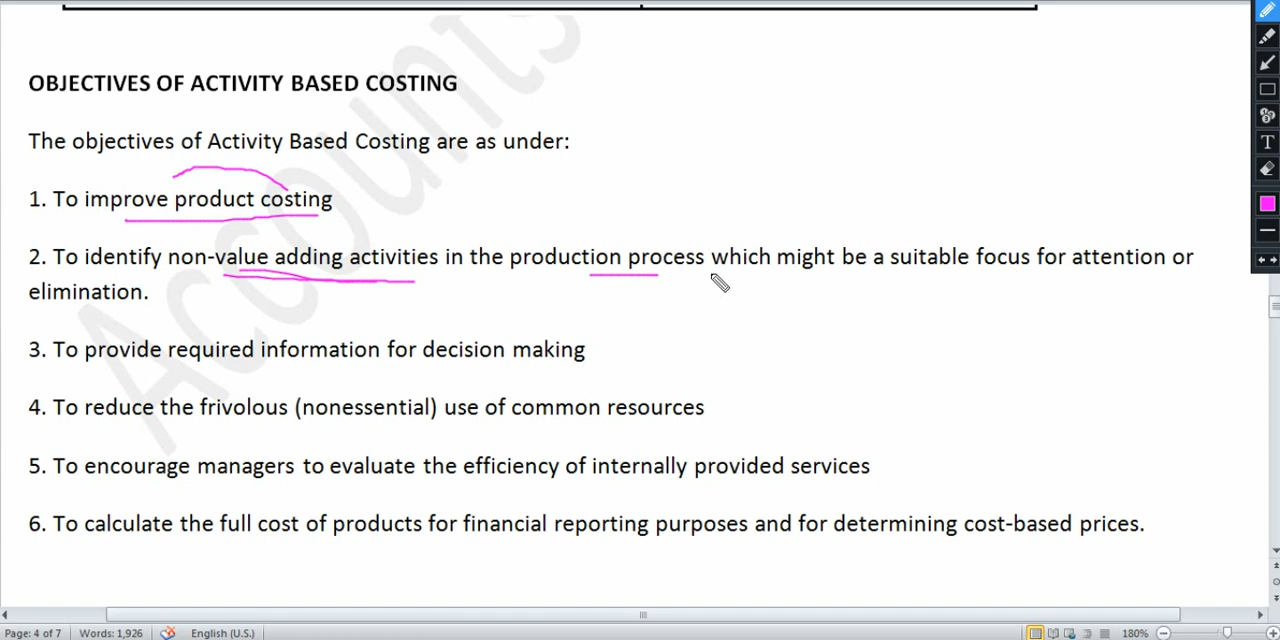 Accounts
OBJECTIVES OF ACTIVITY BASED COSTING
The objectives of Activity Based Costing are as under:
1. To improve product costing
2. To identify non-value adding activities in the production process which might be a suitable focus for attention or
elimination.
3. To provide required information for decision making
4. To reduce the frivolous (nonessential) use of common resources
5. To encourage managers to evaluate the efficiency of internally provided services
6. To calculate the full cost of products for financial reporting purposes and for determining cost-based prices.
T
Page: 4 of 7 Words: 1,926 English (U.S.) 180%